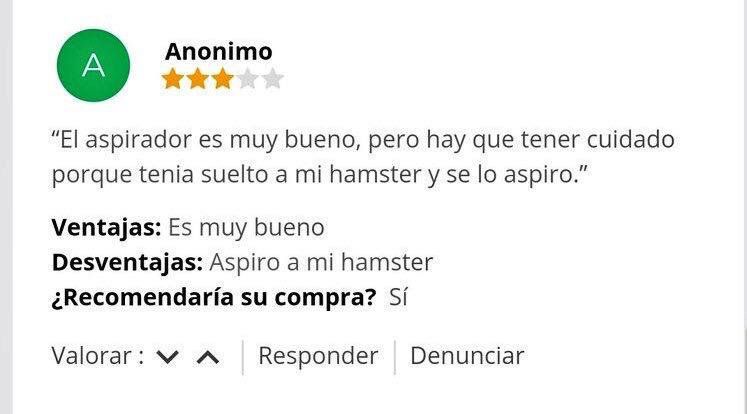 A
Anonimo
“El aspirador es muy bueno, pero hay que tener cuidado
porque tenia suelto a mi hamster y se lo aspiro.”
Ventajas: Es muy bueno
Desventajas: Aspiro a mi hamster
¿Recomendaría su compra? Sí
Valorar : Responder Denunciar